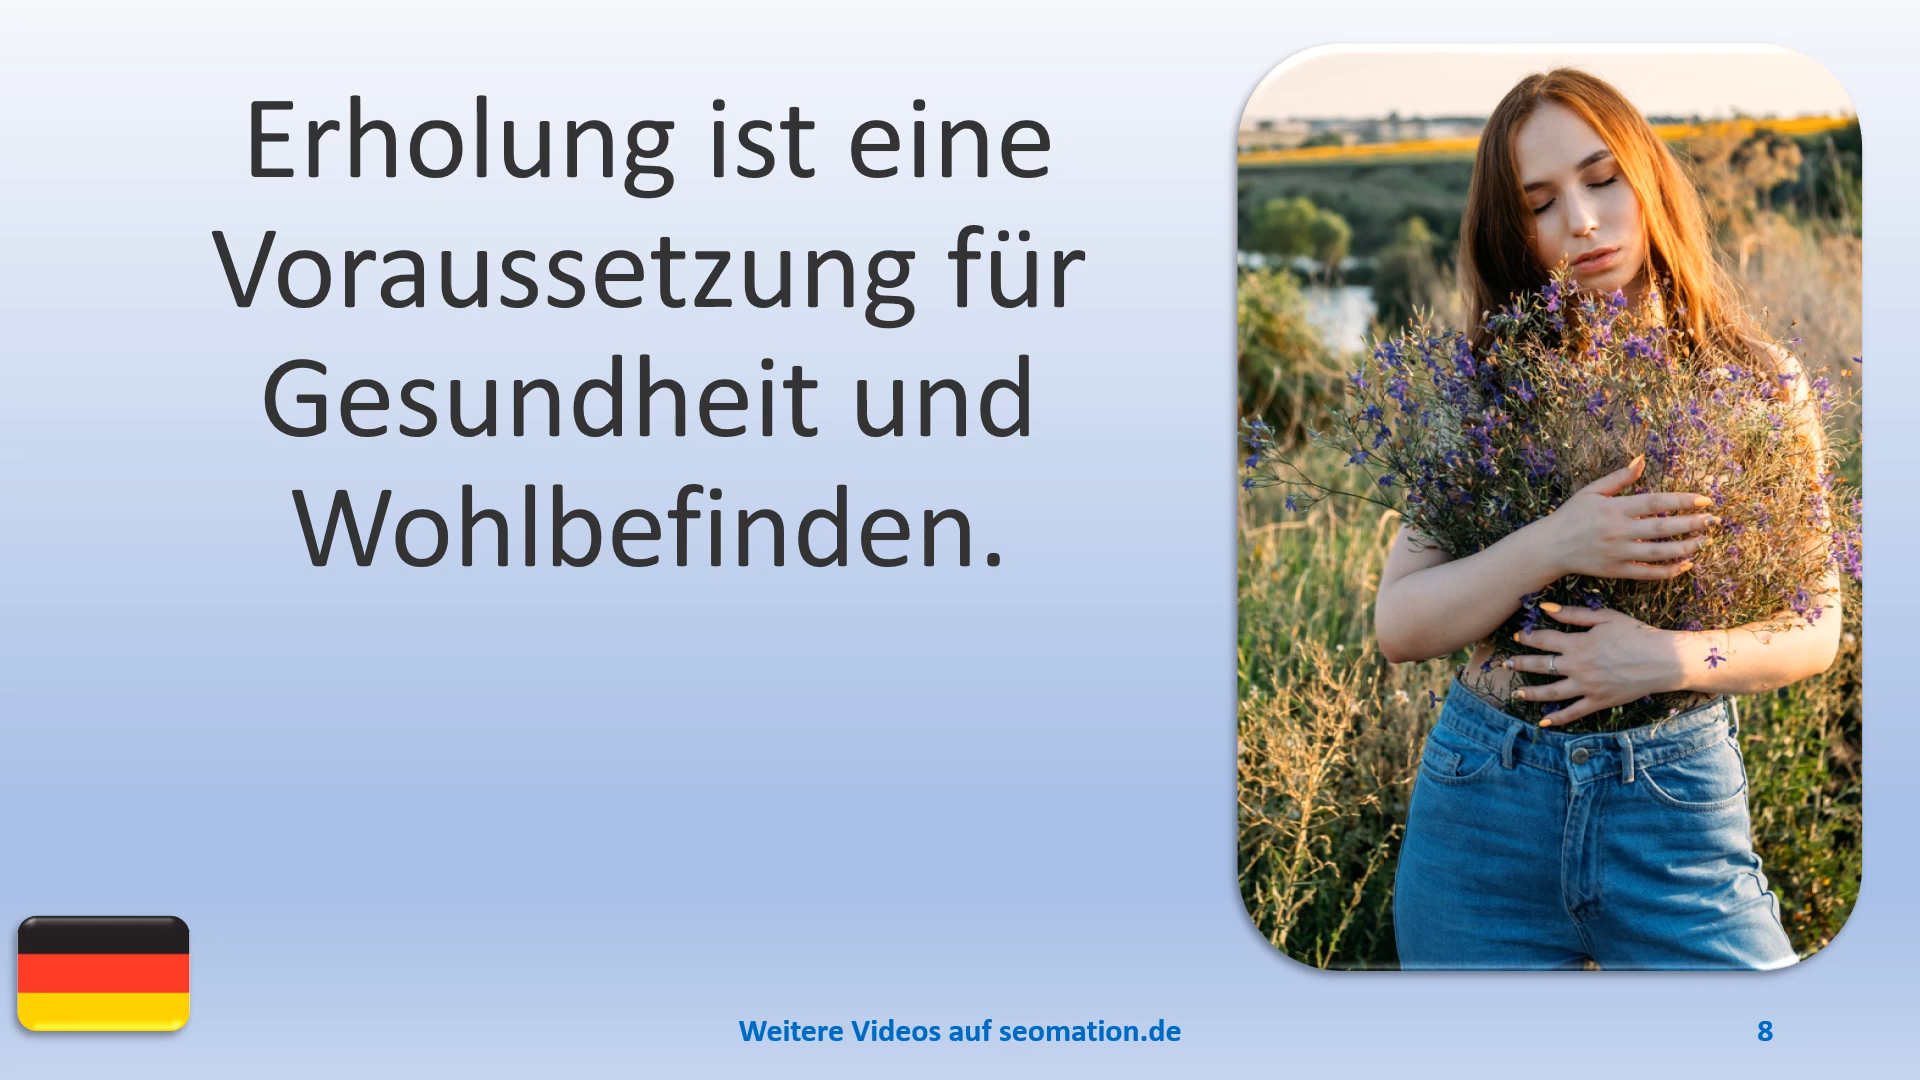 Erholung ist eine
Voraussetzung für
Gesundheit und
Wohlbefinden.
Weitere Videos auf seomation.de
8